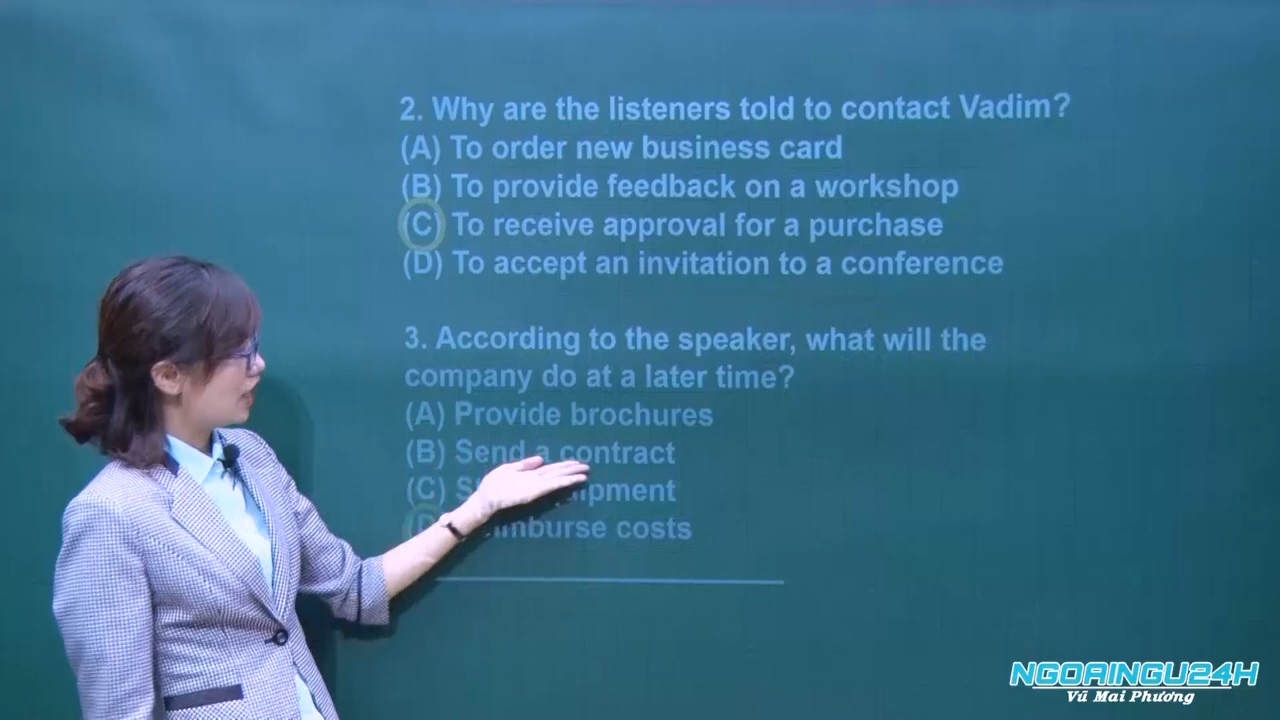 2. Why are the listeners told to contact Vadim?
(A) To order new business card
(B) To provide feedback on a workshop
(C) To receive approval for a purchase
(D) To accept an invitation to a conference
3. According to the speaker, what will the
company do at a later time?
(A) Provide brochures
(B) Send a contract
(C)
costs
NGOAINGU24H
Vũ Mai Phương